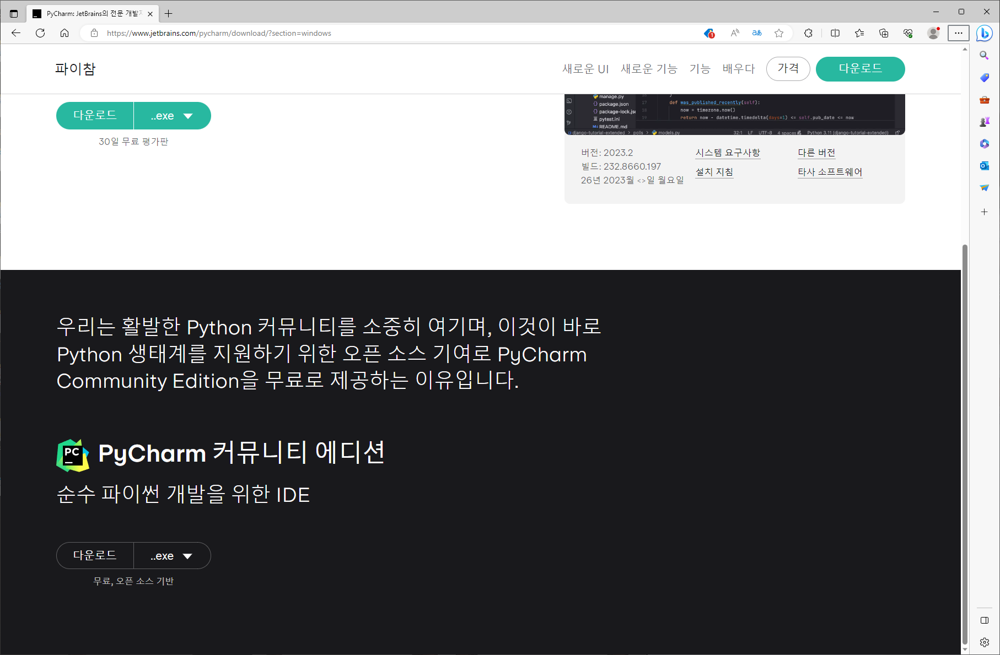 PyCharm: JetBrains의 전문 개발
https://www.jetbrains.com/pycharm/download/?section=windows
파이참
새로운 UI 새로운 기능 기능 배우다 가격 다운로드
다운로드 ..exe
30일 무료 평가판
manage.py
package.json
package-lock.jso
pytest.ini
README.md
17 def was_published_recently(self):
18 now = timezone.now()
19 return now - datetime.timedelta(days=1) <= self.pub_date <= now
django-tutorial-extended > polls > models.py 32:1 LF UTF-8 4 spaces Python 3.11 (django-tutorial-extended)
버전: 2023.2 시스템 요구사항 다른 버전
빌드: 232.8660.197
설치 지침 타사 소프트웨어
26년 2023월 <>일 월요일
우리는 활발한 Python 커뮤니티를 소중히 여기며, 이것이 바로
Python 생태계를 지원하기 위한 오픈 소스 기여로 PyCharm
Community Edition을 무료로 제공하는 이유입니다.
PC
PyCharm 커뮤니티 에디션
순수 파이썬 개발을 위한 IDE
다운로드 ..exe
무료, 오픈 소스 기반